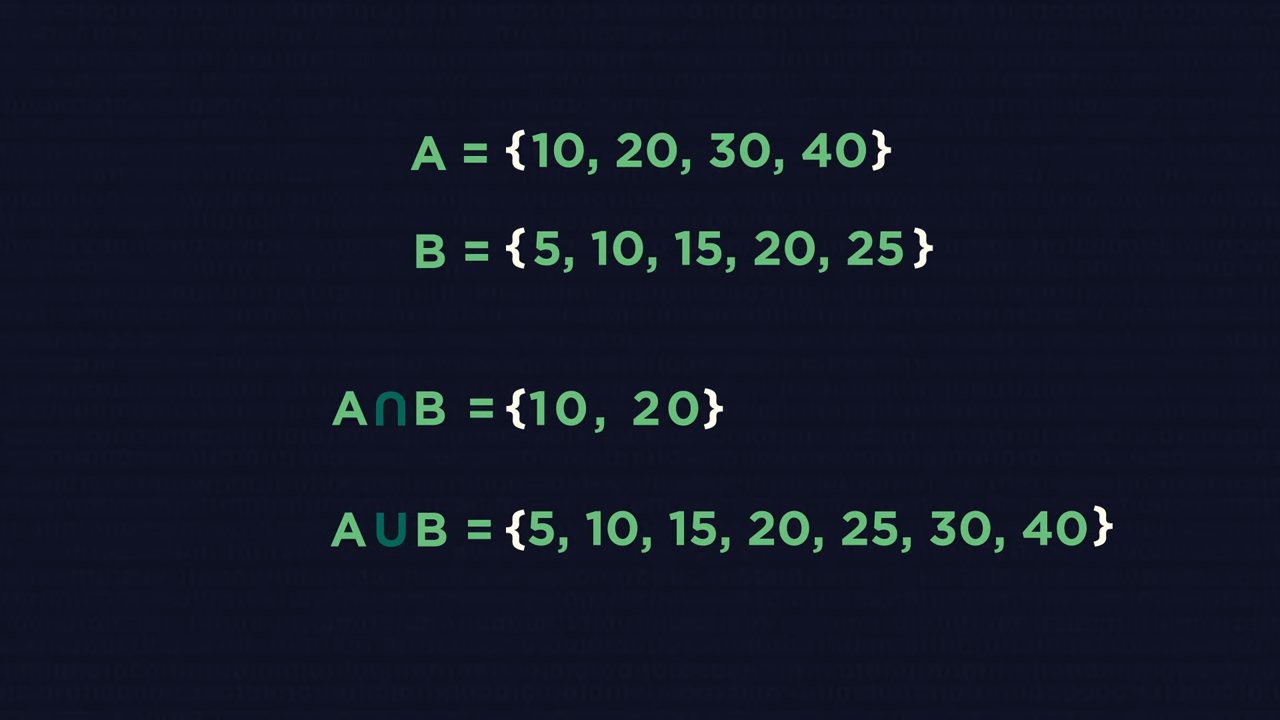 A = {10, 20, 30, 40}
B = {5, 10, 15, 20, 25}
A∩B = {10, 20}
A∪B = {5, 10, 15, 20, 25, 30, 40}